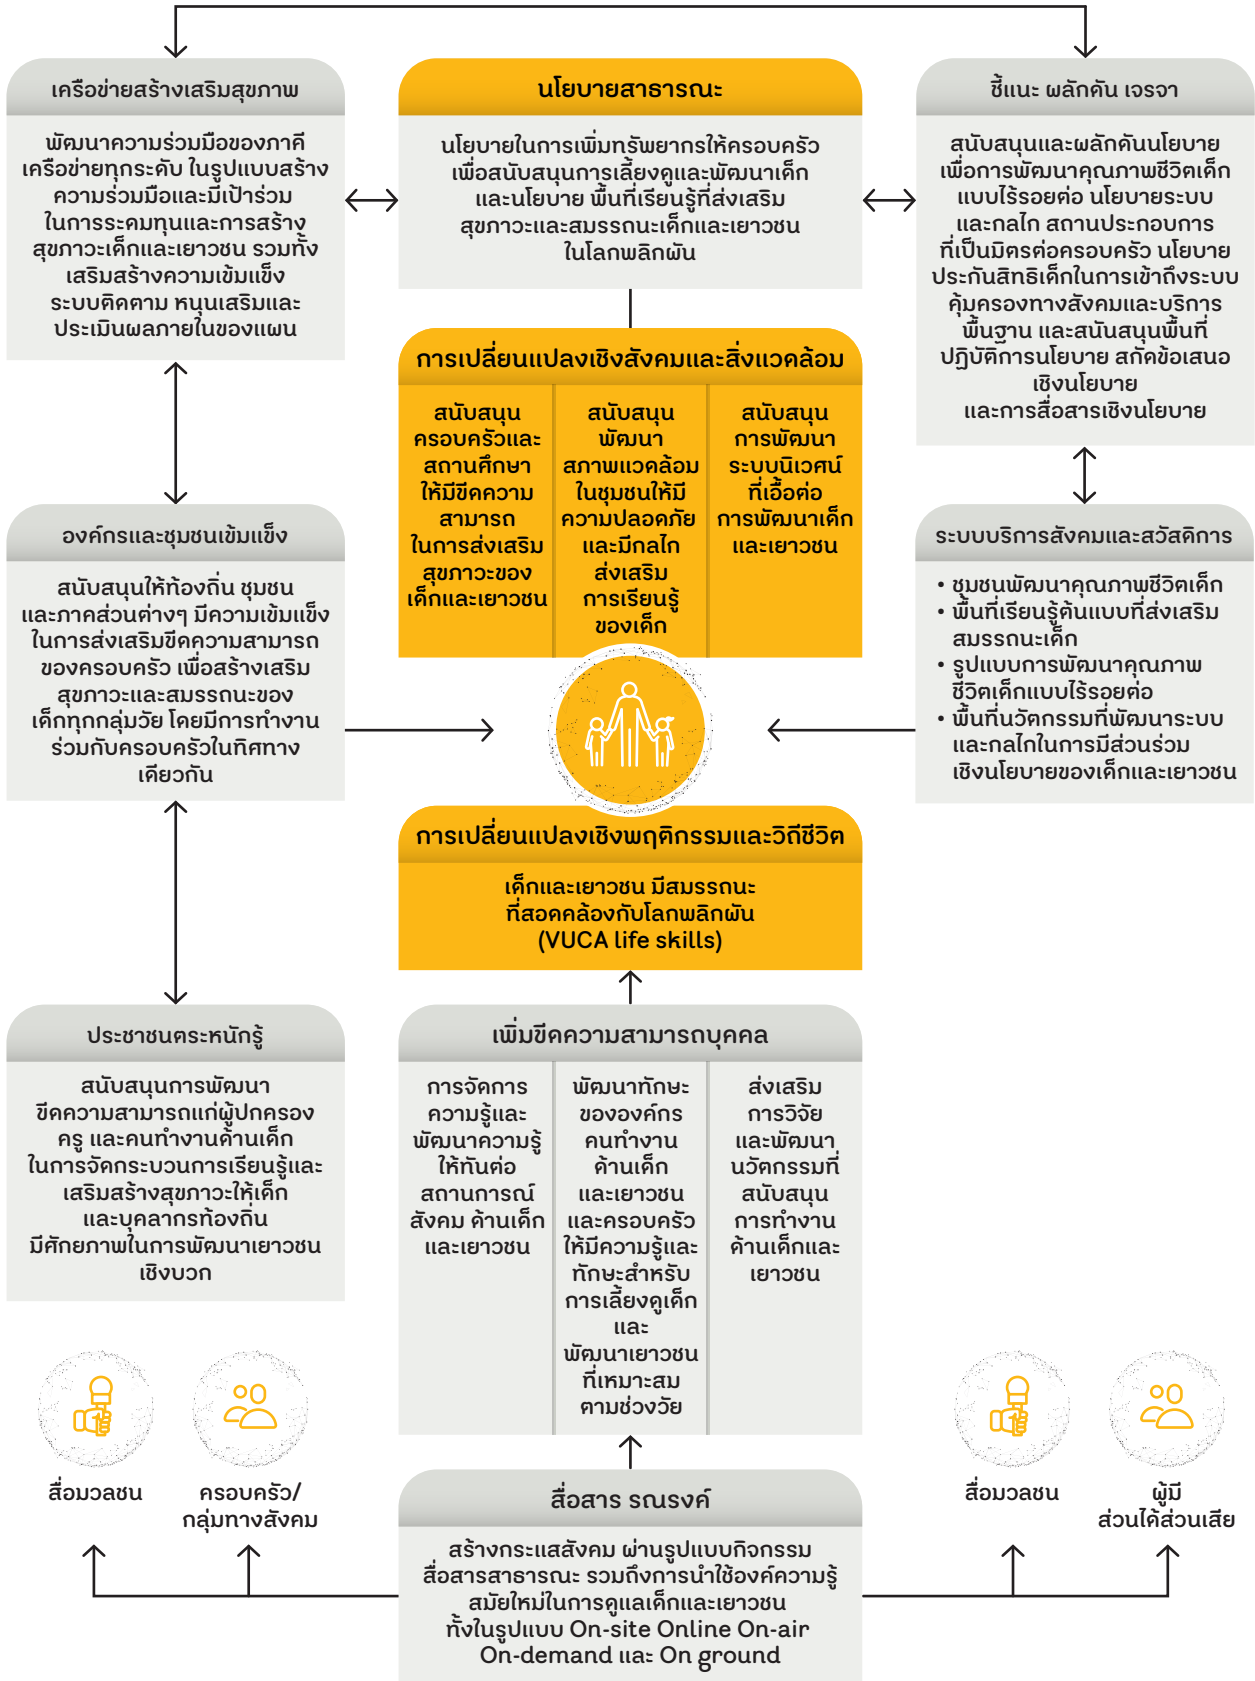 เครือข่ายสร้างเสริมสุขภาพ
พัฒนาความร่วมมือของภาคี
เครือข่ายทุกระดับ ในรูปแบบสร้าง
ความร่วมมือและมีเป้าร่วม
ในการระดมทุนและการสร้าง
สุขภาวะเด็กและเยาวชน รวมทั้ง
เสริมสร้างความเข้มแข็ง
ระบบติดตาม หนุนเสริมและ
ประเมินผลภายในของแผน
นโยบายสาธารณะ
นโยบายในการเพิ่มทรัพยากรให้ครอบครัว
เพื่อสนับสนุนการเลี้ยงดูและพัฒนาเด็ก
และนโยบาย พื้นที่เรียนรู้ที่ส่งเสริม
สุขภาวะและสมรรถนะเด็กและเยาวชน
ในโลกพลิกผัน
ชี้แนะ ผลักดัน เจรจา
สนับสนุนและผลักดันนโยบาย
เพื่อการพัฒนาคุณภาพชีวิตเด็ก
แบบไร้รอยต่อ นโยบายระบบ
และกลไก สถานประกอบการ
ที่เป็นมิตรต่อครอบครัว นโยบาย
ประกันสิทธิเด็กในการเข้าถึงระบบ
คุ้มครองทางสังคมและบริการ
พื้นฐาน และสนันสนุนพื้นที่
ปฏิบัติการนโยบาย สกัดข้อเสนอ
เชิงนโยบาย
และการสื่อสารเชิงนโยบาย
การเปลี่ยนแปลงเชิงสังคมและสิ่งแวดล้อม
สนับสนุน
ครอบครัวและ
สถานศึกษา
ให้มีขีดความ
สามารถ
ในการส่งเสริม
สุขภาวะของ
เด็กและเยาวชน
สนับสนุน
พัฒนา
สภาพแวดล้อม
ในชุมชนให้มี
ความปลอดภัย
และมีกลไก
ส่งเสริม
การเรียนรู้
ของเด็ก
สนับสนุน
การพัฒนา
ระบบนิเวศน์
ที่เอื้อต่อ
การพัฒนาเด็ก
และเยาวชน
องค์กรและชุมชนเข้มแข็ง
สนับสนุนให้ท้องถิ่น ชุมชน
และภาคส่วนต่างๆ มีความเข้มแข็ง
ในการส่งเสริมขีดความสามารถ
ของครอบครัว เพื่อสร้างเสริม
สุขภาวะและสมรรถนะของ
เด็กทุกกลุ่มวัย โดยมีการทำงาน
ร่วมกับครอบครัวในทิศทาง
เดียวกัน
ระบบบริการสังคมและสวัสดิการ
• ชุมชนพัฒนาคุณภาพชีวิตเด็ก
• พื้นที่เรียนรู้ต้นแบบที่ส่งเสริม
สมรรถนะเด็ก
• รูปแบบการพัฒนาคุณภาพ
ชีวิตเด็กแบบไร้รอยต่อ
• พื้นที่นวัตกรรมที่พัฒนาระบบ
และกลไกในการมีส่วนร่วม
เชิงนโยบายของเด็กและเยาวชน
การเปลี่ยนแปลงเชิงพฤติกรรมและวิถีชีวิต
เด็กและเยาวชน มีสมรรถนะ
ที่สอดคล้องกับโลกพลิกผัน
(VUCA life skills)
ประชาชนตระหนักรู้
สนับสนุนการพัฒนา
ขีดความสามารถแก่ผู้ปกครอง
ครู และคนทำงานด้านเด็ก
ในการจัดกระบวนการเรียนรู้และ
เสริมสร้างสุขภาวะให้เด็ก
และบุคลากรท้องถิ่น
มีศักยภาพในการพัฒนาเยาวชน
เชิงบวก
เพิ่มขีดความสามารถบุคคล
การจัดการ
ความรู้และ
พัฒนาความรู้
ให้ทันต่อ
สถานการณ์
สังคม ด้านเด็ก
และเยาวชน
พัฒนาทักษะ
ขององค์กร
คนทำงาน
ด้านเด็ก
และเยาวชน
และครอบครัว
ให้มีความรู้และ
ทักษะสำหรับ
การเลี้ยงดูเด็ก
และ
พัฒนาเยาวชน
ที่เหมาะสม
ตามช่วงวัย
ส่งเสริม
การวิจัย
และพัฒนา
นวัตกรรมที่
สนับสนุน
การทำงาน
ด้านเด็กและ
เยาวชน
สื่อมวลชน
ครอบครัว/
กลุ่มทางสังคม
สื่อมวลชน
ผู้มี
ส่วนได้ส่วนเสีย
สื่อสาร รณรงค์
สร้างกระแสสังคม ผ่านรูปแบบกิจกรรม
สื่อสารสาธารณะ รวมถึงการนำใช้องค์ความรู้
สมัยใหม่ในการดูแลเด็กและเยาวชน
ทั้งในรูปแบบ On-site Online On-air
On-demand และ On ground